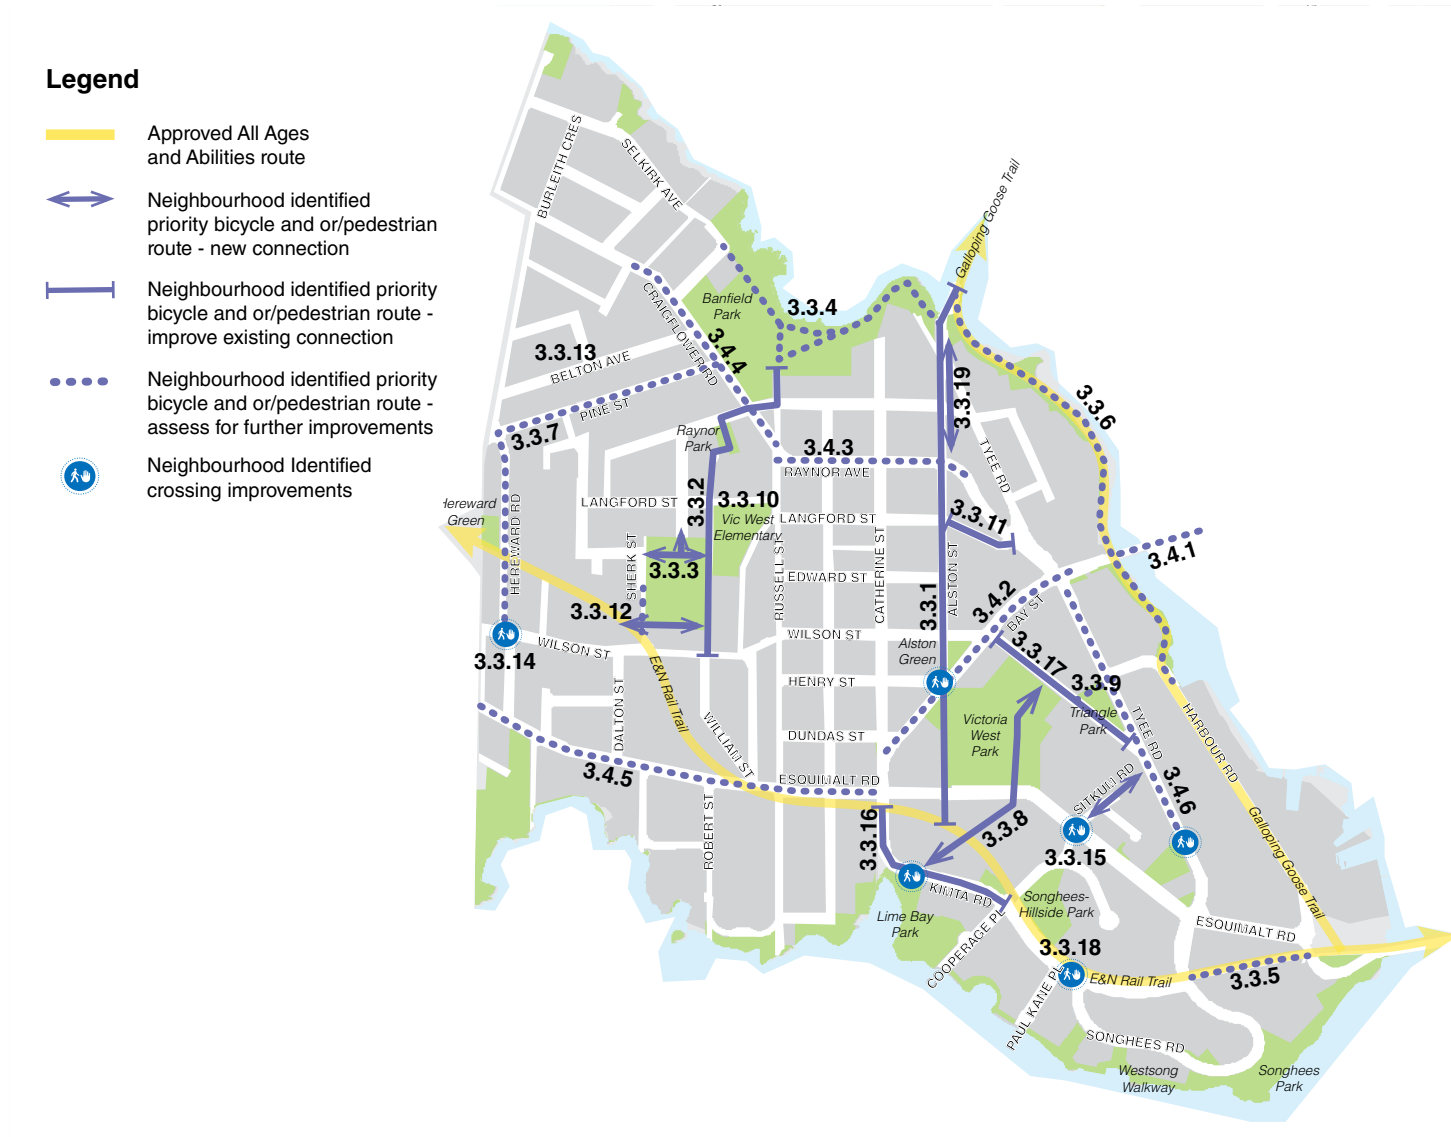 Legend
Approved All Ages
and Abilities route
Neighbourhood identified
priority bicycle and or/pedestrian
route - new connection
Neighbourhood identified priority
bicycle and or/pedestrian route -
improve existing connection
Neighbourhood identified priority
bicycle and or/pedestrian route -
assess for further improvements
Neighbourhood Identified
crossing improvements
BURLEITH CRES
SELKIRK AVE
Galloping Goose Trail
Banfield
Park
3.3.4
CRAIGFLOWER RD
3.4.4
3.3.13
BELTON AVE
PINE ST
3.3.7
Raynor
Park
3.4.3
RAYNOR AVE
3.3.19
3.3.6
TYEE RD
Hereward
Green
HEREWARD RD
LANGFORD ST
3.3.2
3.3.10
Vic West
Elementary
LANGFORD ST
3.3.11
3.4.1
SHERK ST
3.3.3
RUSSELL ST
EDWARD ST
CATHERINE ST
ALSTON ST
3.3.1
3.4.2
BAY ST
3.3.12
WILSON ST
3.3.14
WILSON ST
Alston
Green
3.3.17
3.3.9
Triangle
Park
E&N Rail Trail
DALTON ST
HENRY ST
Victoria
West
Park
TYEE RD
HARBOUR RD
WILLIAM ST
DUNDAS ST
3.4.5
ESQUIMALT RD
SITKUM RD
3.4.6
ROBERT ST
3.3.16
3.3.8
3.3.15
Galloping Goose Trail
KIMTA RD
Lime Bay
Park
Songhees-
Hillside Park
COOPERAGE PL
ESQUIMALT RD
3.3.18
E&N Rail Trail
3.3.5
PAUL KANE PL
SONGHEES RD
Westsong
Walkway
Songhees
Park